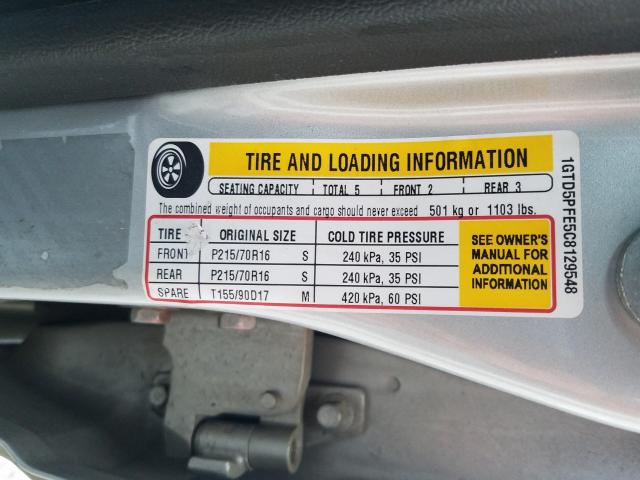 TIRE AND LOADING INFORMATION
SEATING CAPACITY TOTAL 5 FRONT 2 REAR 3
The combined weight of occupants and cargo should never exceed 501 kg or 1103 lbs.
TIRE ORIGINAL SIZE COLD TIRE PRESSURE
FRONT P215/70R16 S 240 kPa, 35 PSI
REAR P215/70R16 S 240 kPa, 35 PSI
SPARE T155/90D17 M 420 kPa, 60 PSI
SEE OWNER'S
MANUAL FOR
ADDITIONAL
INFORMATION
1GTD5PFE5C8129548